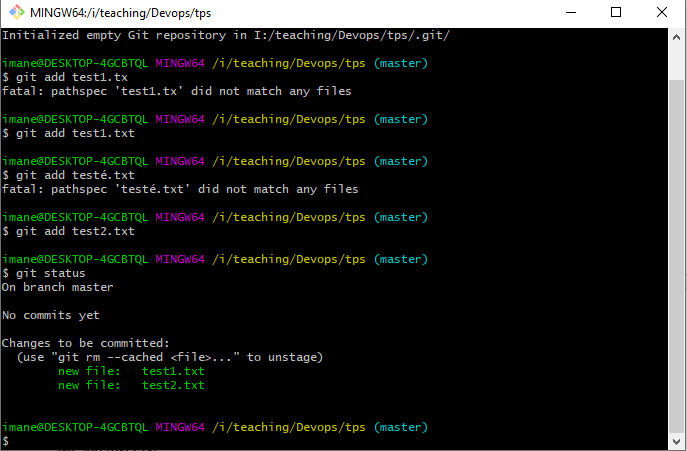 MINGW64:/i/teaching/Devops/tps
Initialized empty Git repository in I:/teaching/Devops/tps/.git/
imane@DESKTOP-4GCBTQL MINGW64 /i/teaching/Devops/tps (master)
$ git add test1.tx
fatal: pathspec 'test1.tx' did not match any files
imane@DESKTOP-4GCBTQL MINGW64 /i/teaching/Devops/tps (master)
$ git add test1.txt
imane@DESKTOP-4GCBTQL MINGW64 /i/teaching/Devops/tps (master)
$ git add testé.txt
fatal: pathspec 'testé.txt' did not match any files
imane@DESKTOP-4GCBTQL MINGW64 /i/teaching/Devops/tps (master)
$ git add test2.txt
imane@DESKTOP-4GCBTQL MINGW64 /i/teaching/Devops/tps (master)
$ git status
On branch master
No commits yet
Changes to be committed:
  (use "git rm --cached <file>..." to unstage)
        new file:   test1.txt
        new file:   test2.txt
imane@DESKTOP-4GCBTQL MINGW64 /i/teaching/Devops/tps (master)
$